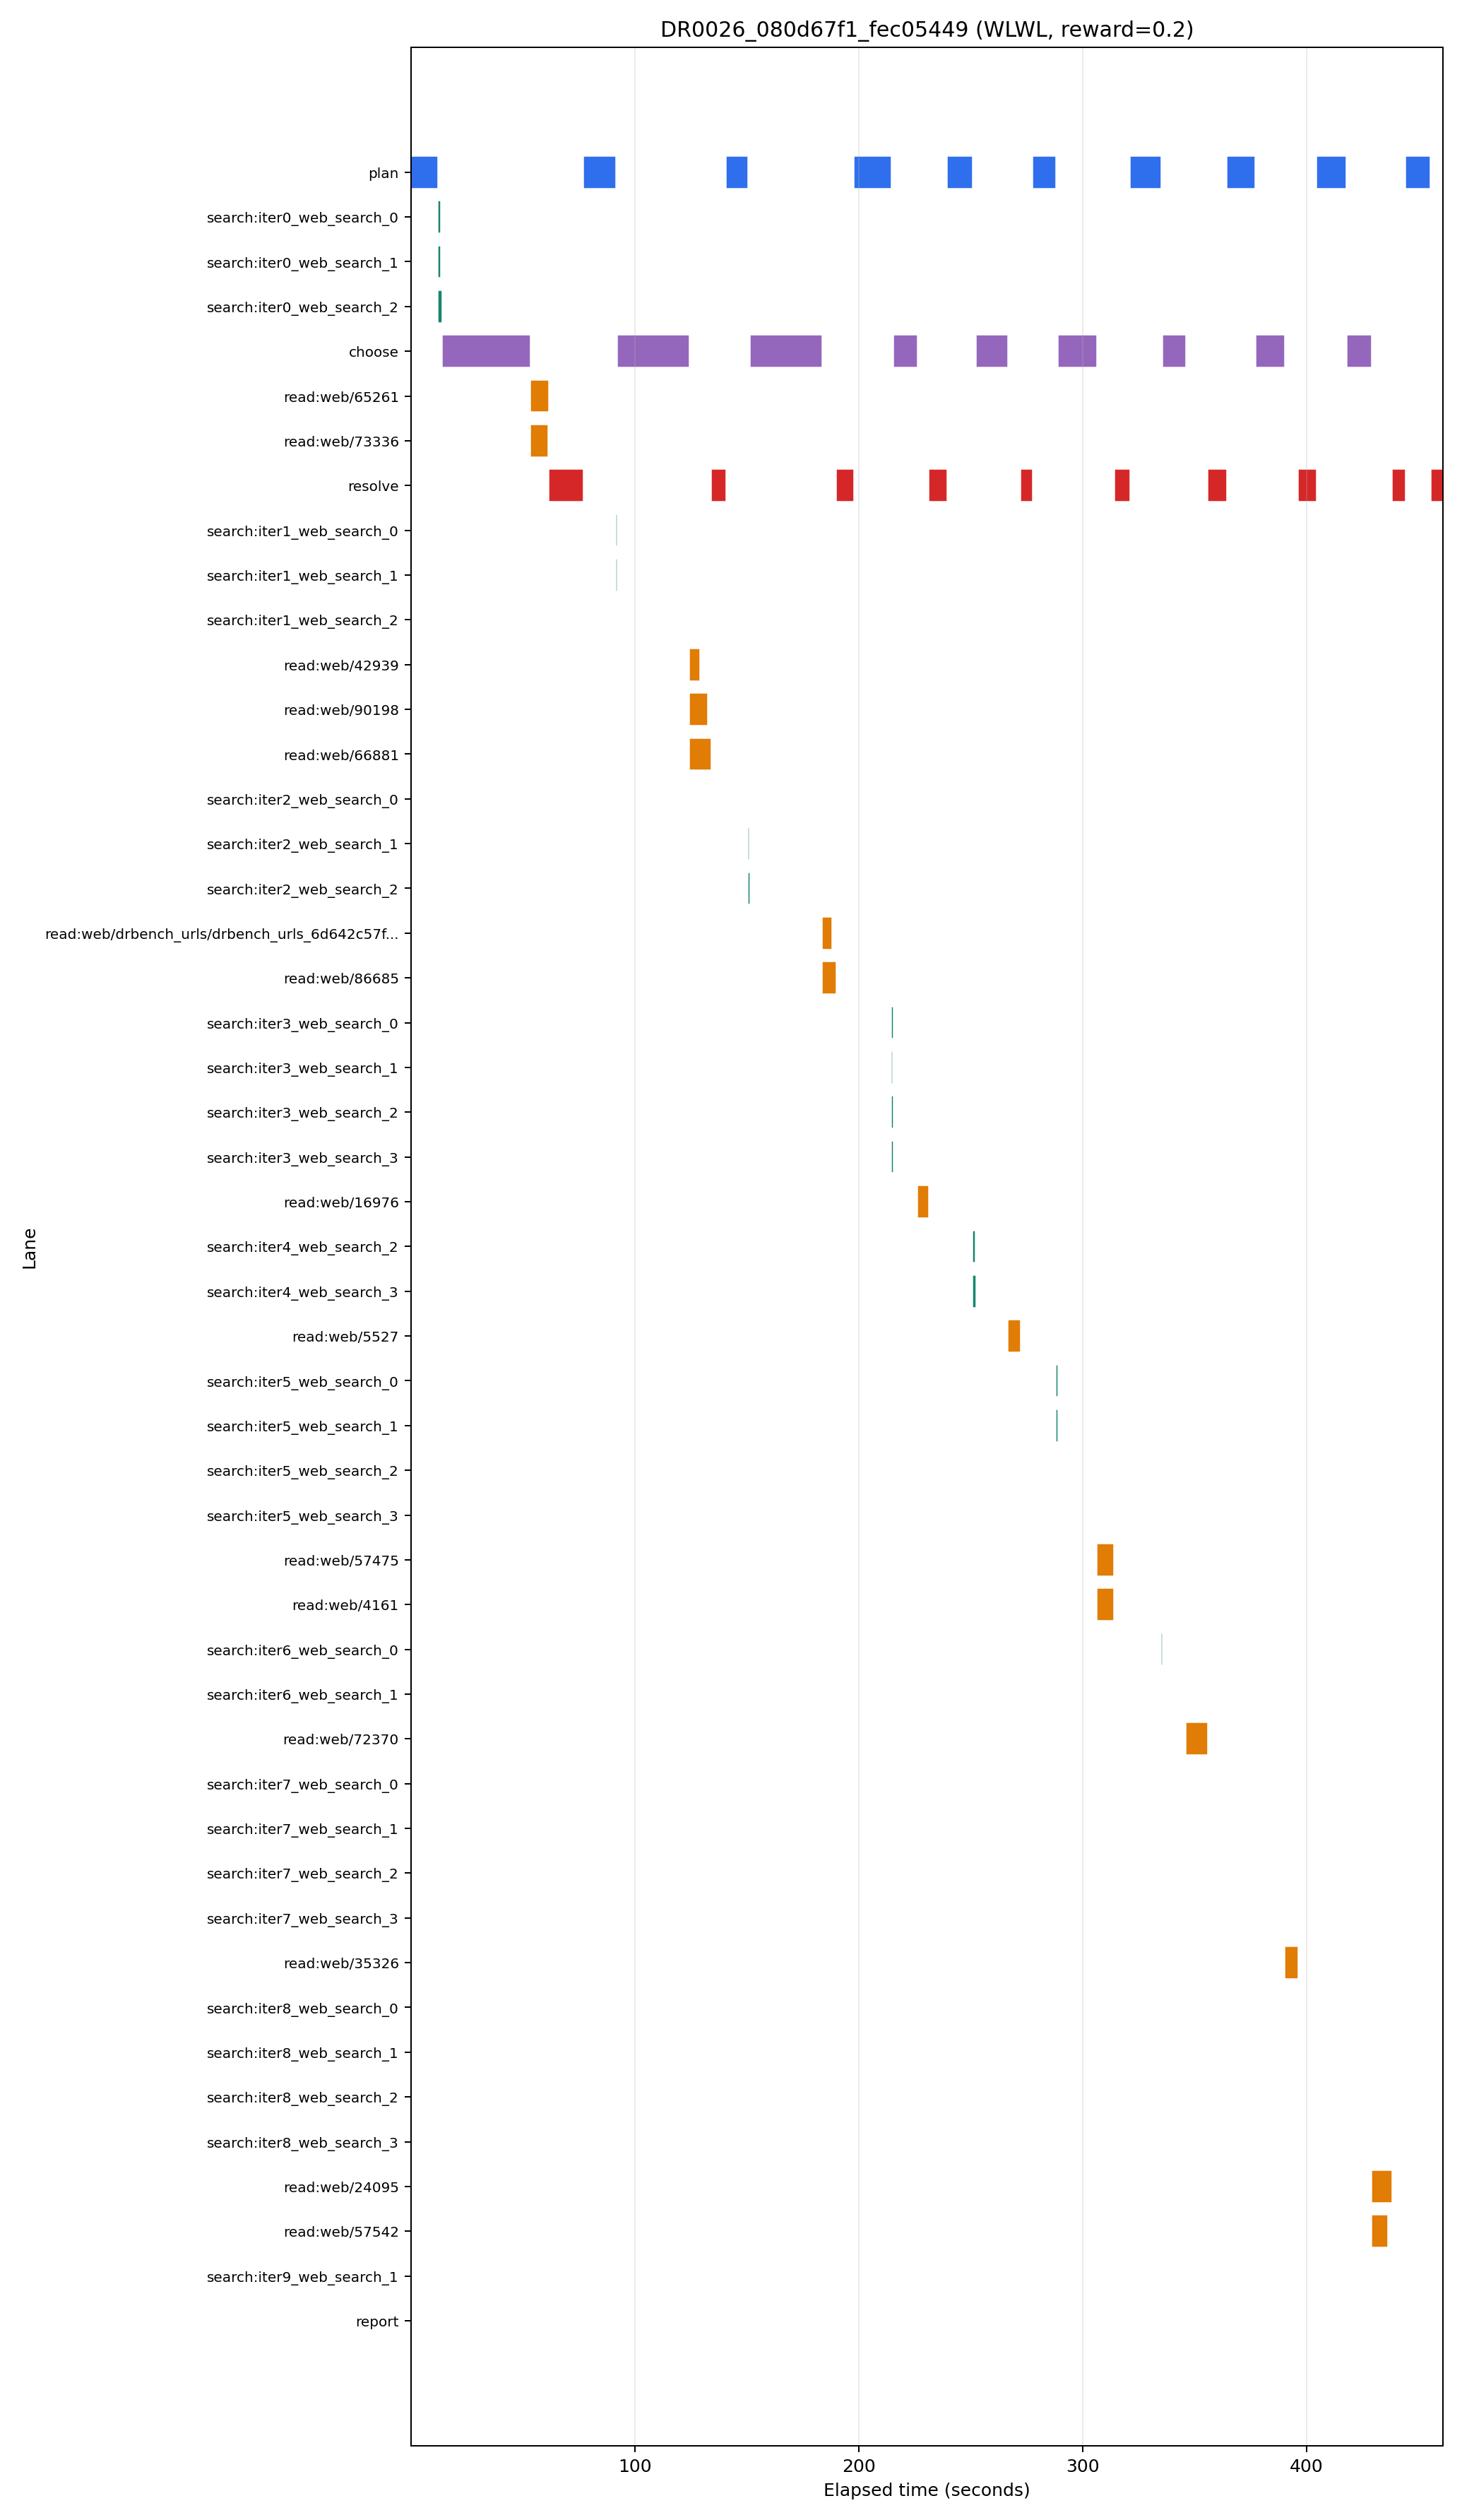 DR0026_080d67f1_fec05449 (WLWL, reward=0.2)
plan
search:iter0_web_search_0
search:iter0_web_search_1
search:iter0_web_search_2
choose
read:web/65261
read:web/73336
resolve
search:iter1_web_search_0
search:iter1_web_search_1
search:iter1_web_search_2
read:web/42939
read:web/90198
read:web/66881
search:iter2_web_search_0
search:iter2_web_search_1
search:iter2_web_search_2
read:web/drbench_urls/drbench_urls_6d642c57f...
read:web/86685
search:iter3_web_search_0
search:iter3_web_search_1
search:iter3_web_search_2
search:iter3_web_search_3
read:web/16976
Lane
search:iter4_web_search_2
search:iter4_web_search_3
read:web/5527
search:iter5_web_search_0
search:iter5_web_search_1
search:iter5_web_search_2
search:iter5_web_search_3
read:web/57475
read:web/4161
search:iter6_web_search_0
search:iter6_web_search_1
read:web/72370
search:iter7_web_search_0
search:iter7_web_search_1
search:iter7_web_search_2
search:iter7_web_search_3
read:web/35326
search:iter8_web_search_0
search:iter8_web_search_1
search:iter8_web_search_2
search:iter8_web_search_3
read:web/24095
read:web/57542
search:iter9_web_search_1
report
100 200 300 400
Elapsed time (seconds)